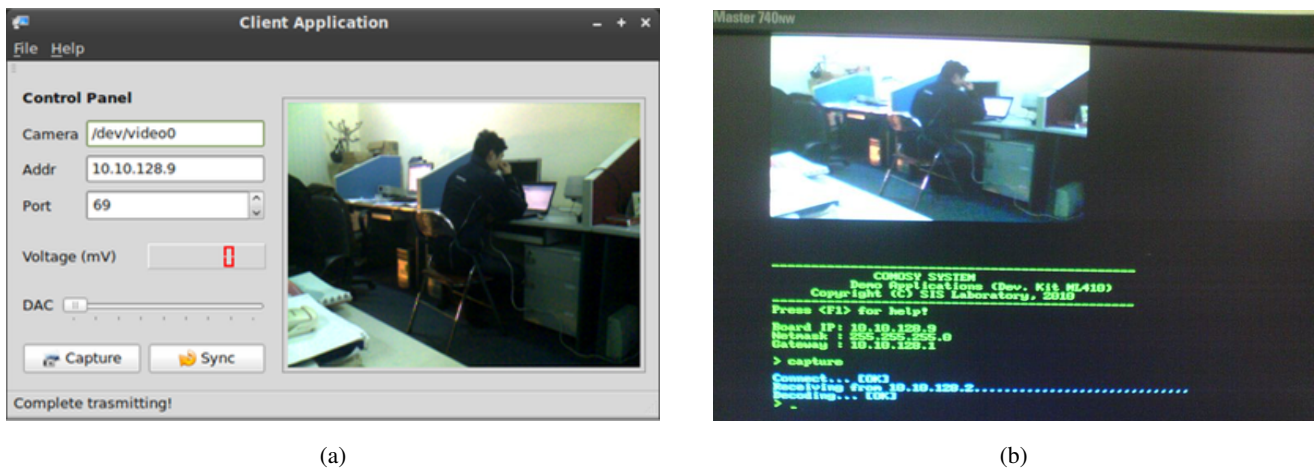 Client Application
File Help
Control Panel
Camera /dev/video0
Addr 10.10.128.9
Port 69
Voltage (mV) 0
DAC
Capture Sync
Complete trasmitting!
(a)
Master 740NW
COMOSY SYSTEM
Demo Applications (Dev. Kit ML410)
Copyright (C) SIS Laboratory, 2010
Press <F1> for help!
Board IP: 10.10.128.9
Netmask : 255.255.255.0
Gateway : 10.10.128.1
> capture
Connect... [OK]
Receiving from 10.10.128.2......................................
Decoding... [OK]
> _
(b)